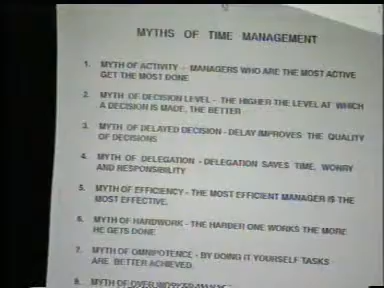 MYTHS OF TIME MANAGEMENT
1. MYTH OF ACTIVITY - MANAGERS WHO ARE THE MOST ACTIVE
GET THE MOST DONE
2. MYTH OF DECISION LEVEL - THE HIGHER THE LEVEL AT WHICH
A DECISION IS MADE, THE BETTER
3. MYTH OF DELAYED DECISION - DELAY IMPROVES THE QUALITY
OF DECISIONS
4. MYTH OF DELEGATION - DELEGATION SAVES TIME, WORRY
AND RESPONSIBILITY
5. MYTH OF EFFICIENCY - THE MOST EFFICIENT MANAGER IS THE
MOST EFFECTIVE.
6. MYTH OF HARDWORK - THE HARDER ONE WORKS THE MORE
HE GETS DONE
7. MYTH OF OMNIPOTENCE - BY DOING IT YOURSELF TASKS
ARE BETTER ACHIEVED.
8. MYTH OF